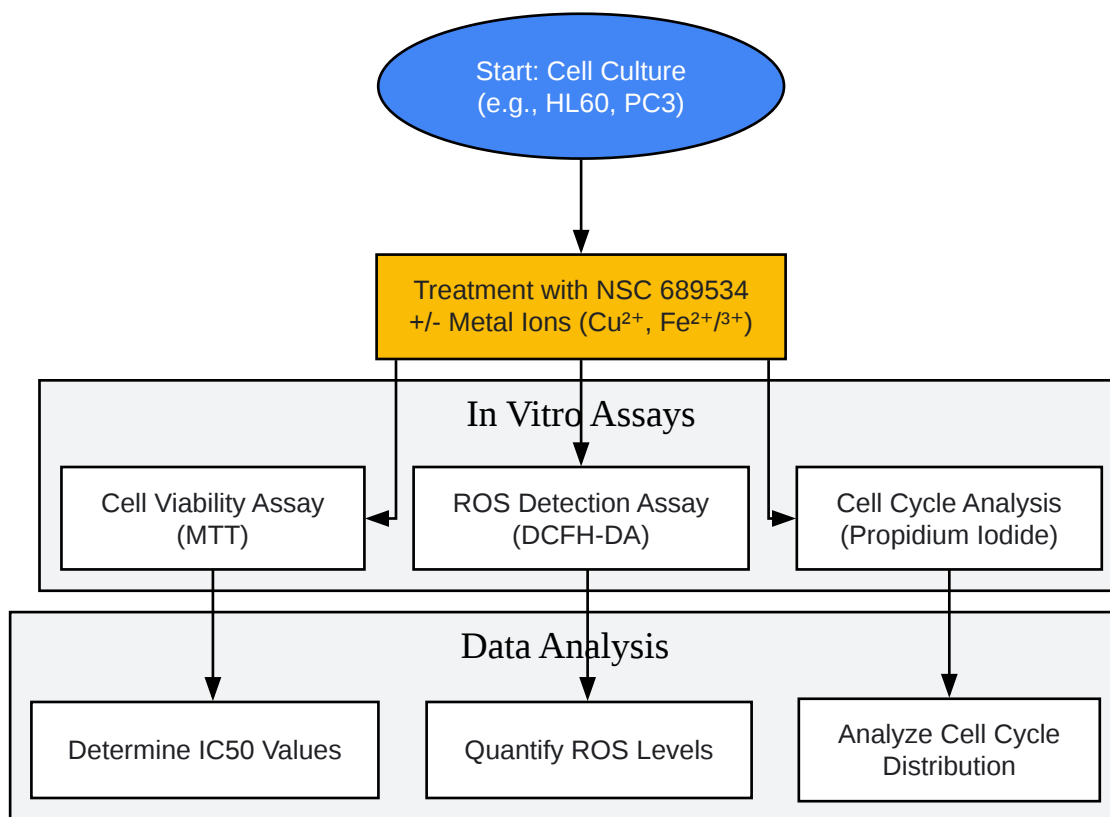 Start: Cell Culture
(e.g., HL60, PC3)
Treatment with NSC 689534
+/- Metal Ions (Cu²⁺, Fe²⁺/³⁺)
In Vitro Assays
Cell Viability Assay
(MTT)
ROS Detection Assay
(DCFH-DA)
Cell Cycle Analysis
(Propidium Iodide)
Data Analysis
Determine IC50 Values
Quantify ROS Levels
Analyze Cell Cycle
Distribution